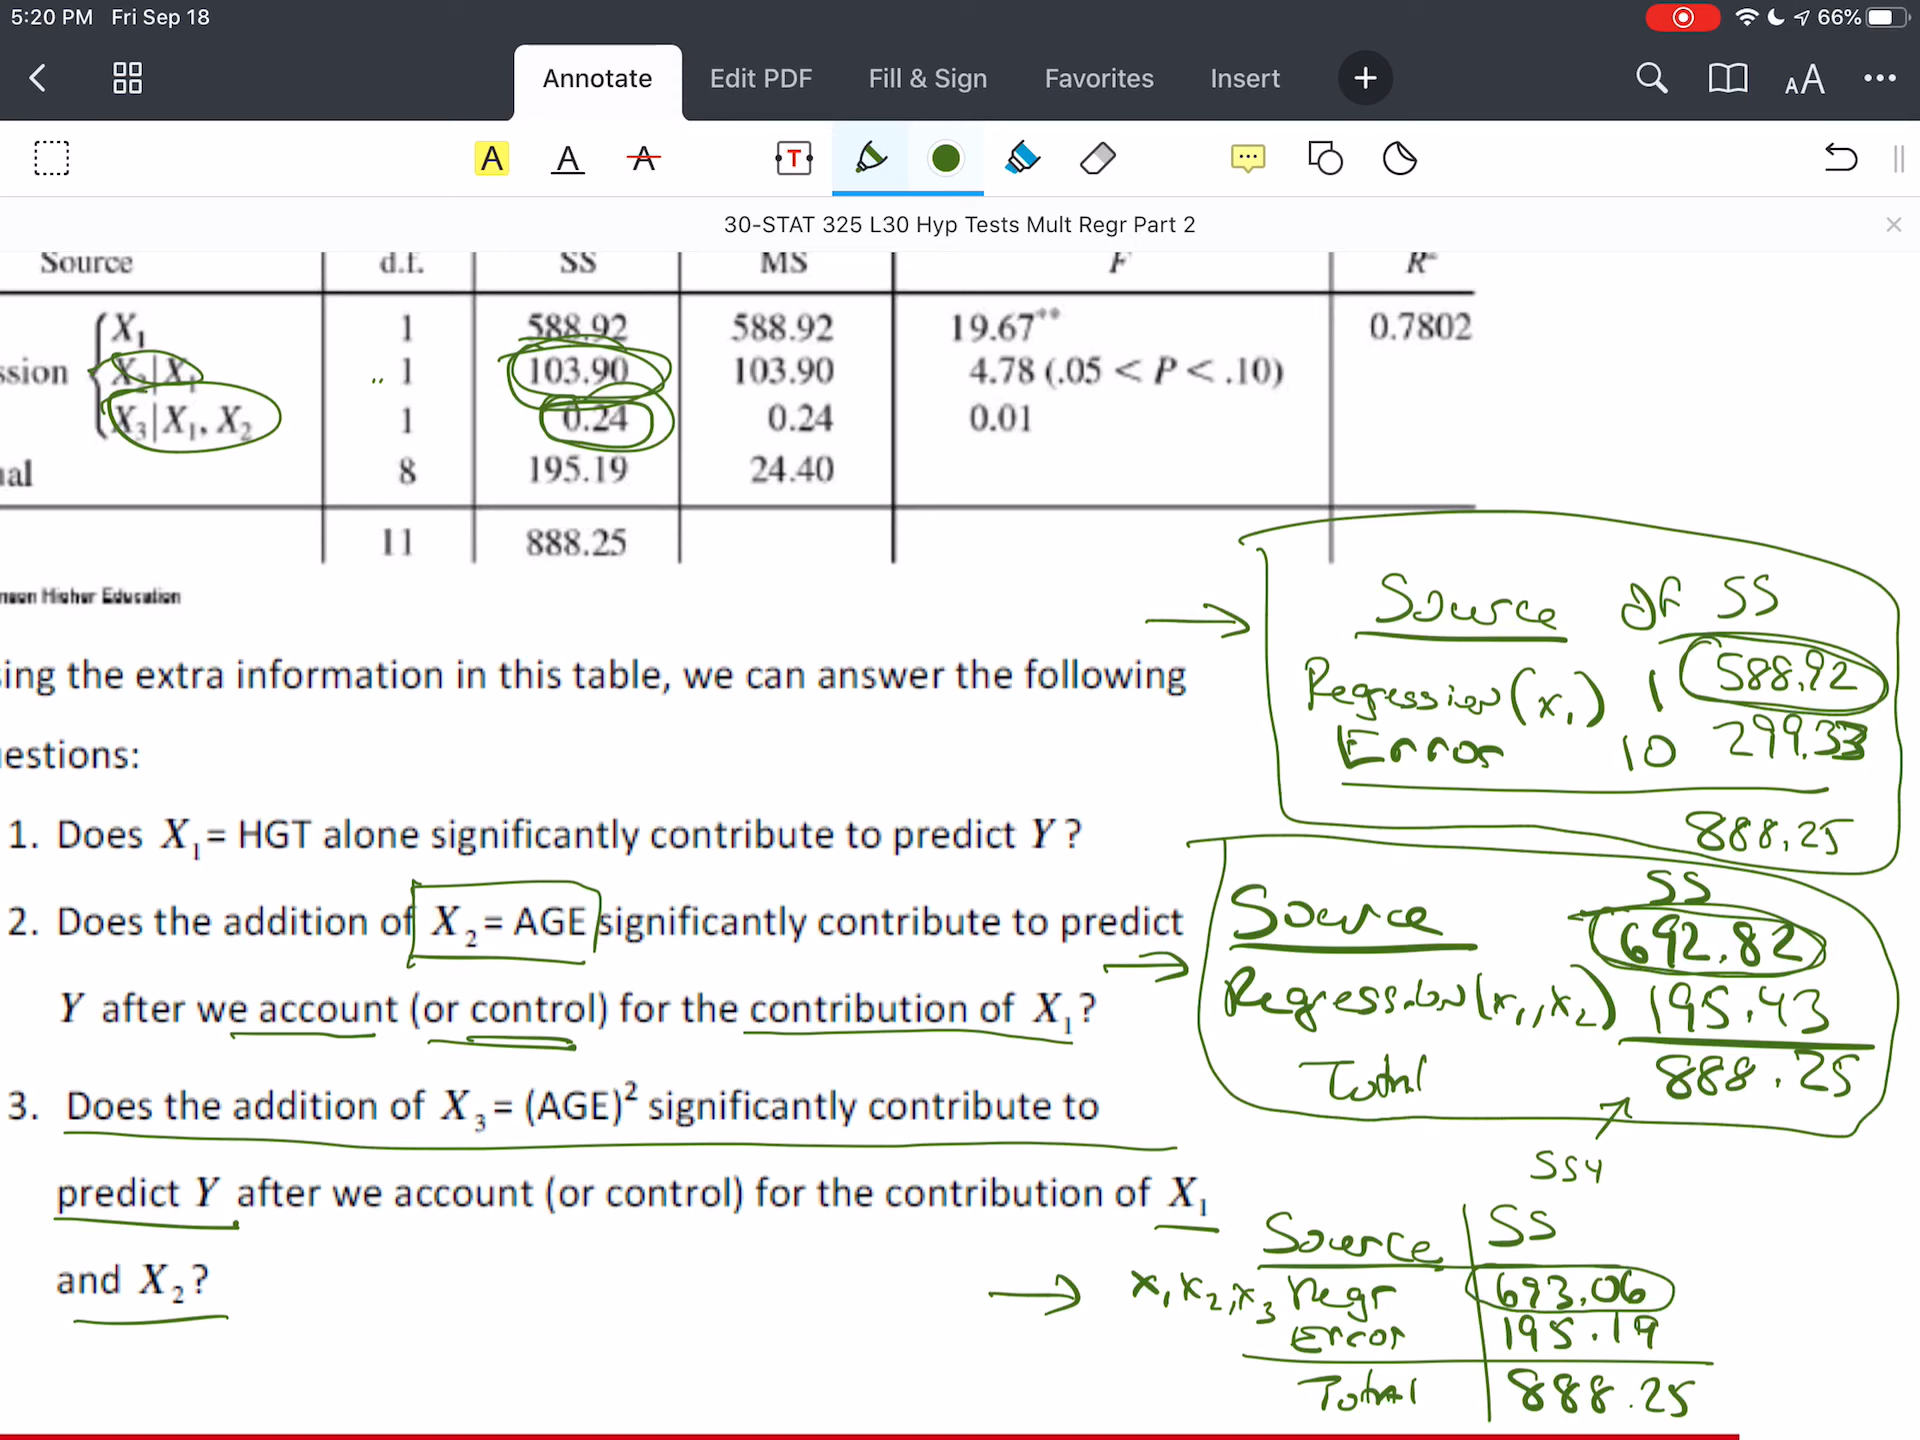 5:20 PM Fri Sep 18
66%
Annotate Edit PDF Fill & Sign Favorites Insert
AA
A A A T
30-STAT 325 L30 Hyp Tests Mult Regr Part 2
Source d.f. SS MS F R²
X₁ 1 588.92 588.92 19.67** 0.7802
ssion X₂|X₁ 1 103.90 103.90 4.78 (.05 < P < .10)
X₃|X₁, X₂ 1 0.24 0.24 0.01
ual 8 195.19 24.40
11 888.25
Higher Education
ing the extra information in this table, we can answer the following
estions:
1. Does X₁= HGT alone significantly contribute to predict Y?
2. Does the addition of X₂= AGE significantly contribute to predict
Y after we account (or control) for the contribution of X₁?
3. Does the addition of X₃= (AGE)² significantly contribute to
predict Y after we account (or control) for the contribution of X₁
and X₂?
Source df SS
Regression (x₁) 1 588.92
Error 10 299.33
888.25
Source SS
692.82
Regression (x₁, x₂) 195.43
Total 888.25
SSY
Source SS
x₁ x₂, x₃ Regr 693.06
Error 195.19
Total 888.25